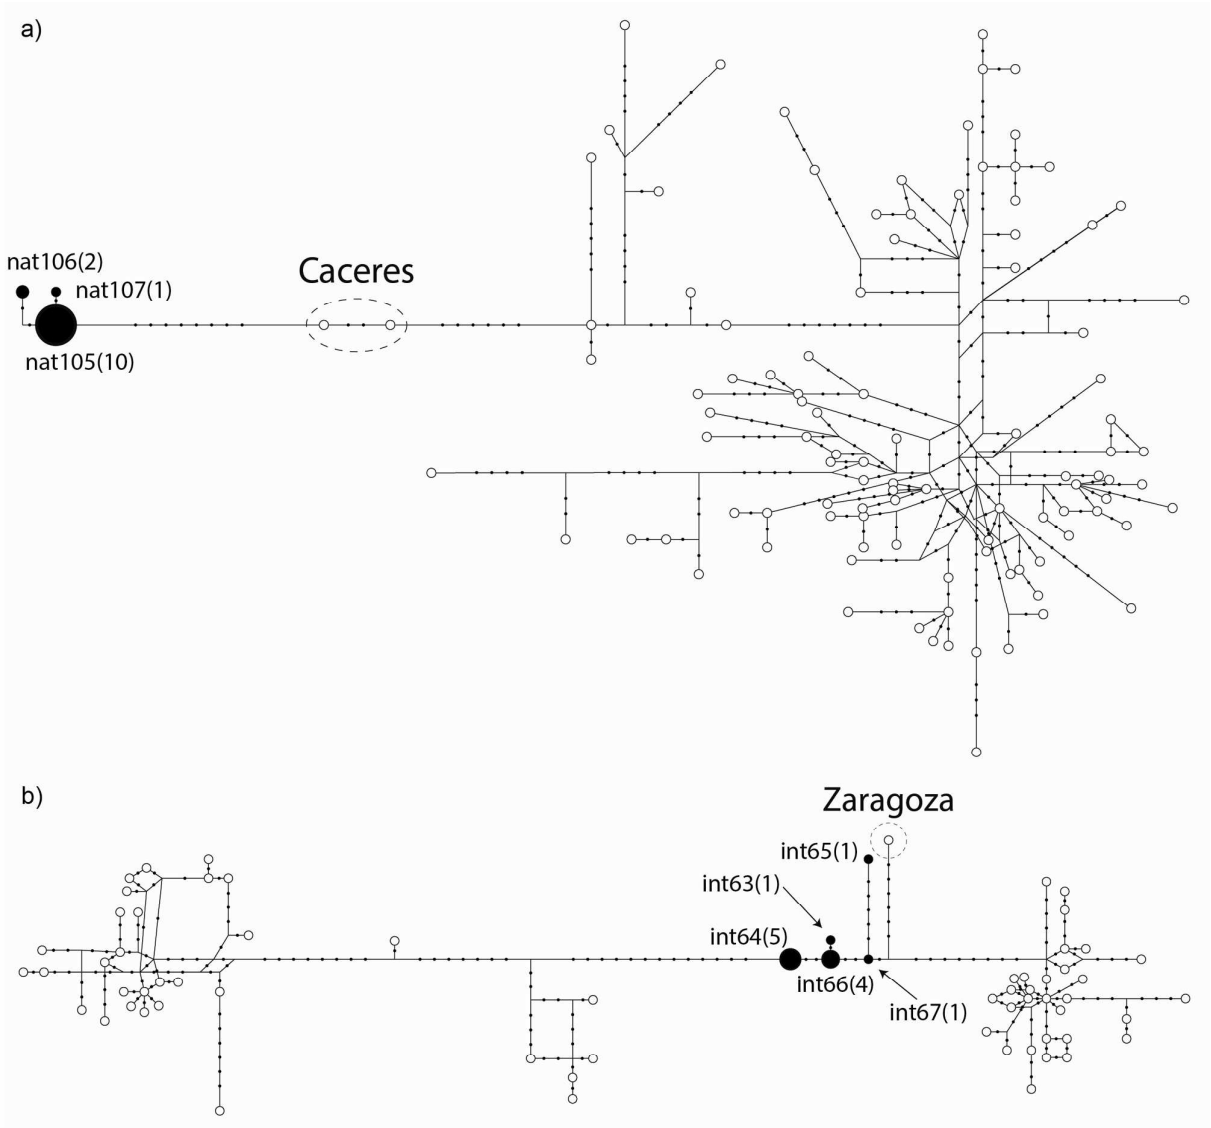 a)
Caceres
nat106(2)
nat107(1)
nat105(10)
b)
Zaragoza
int65(1)
int63(1)
int64(5)
int66(4)
int67(1)